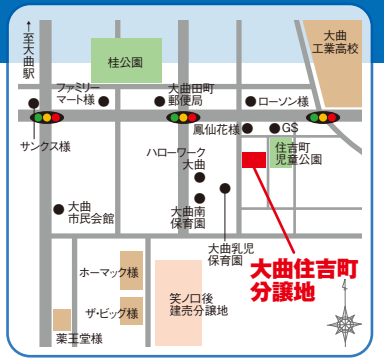 ↑至大曲駅
桂公園
大曲
工業高校
ファミリー
マート様
大曲田町
郵便局
ローソン様
サンクス様
鳳仙花様
GS
ハローワーク
大曲
住吉町
児童公園
大曲
市民会館
大曲南
保育園
大曲乳児
保育園
大曲住吉町
分譲地
ホーマック様
笑ノ口後
建売分譲地
ザ・ビッグ様
薬王堂様